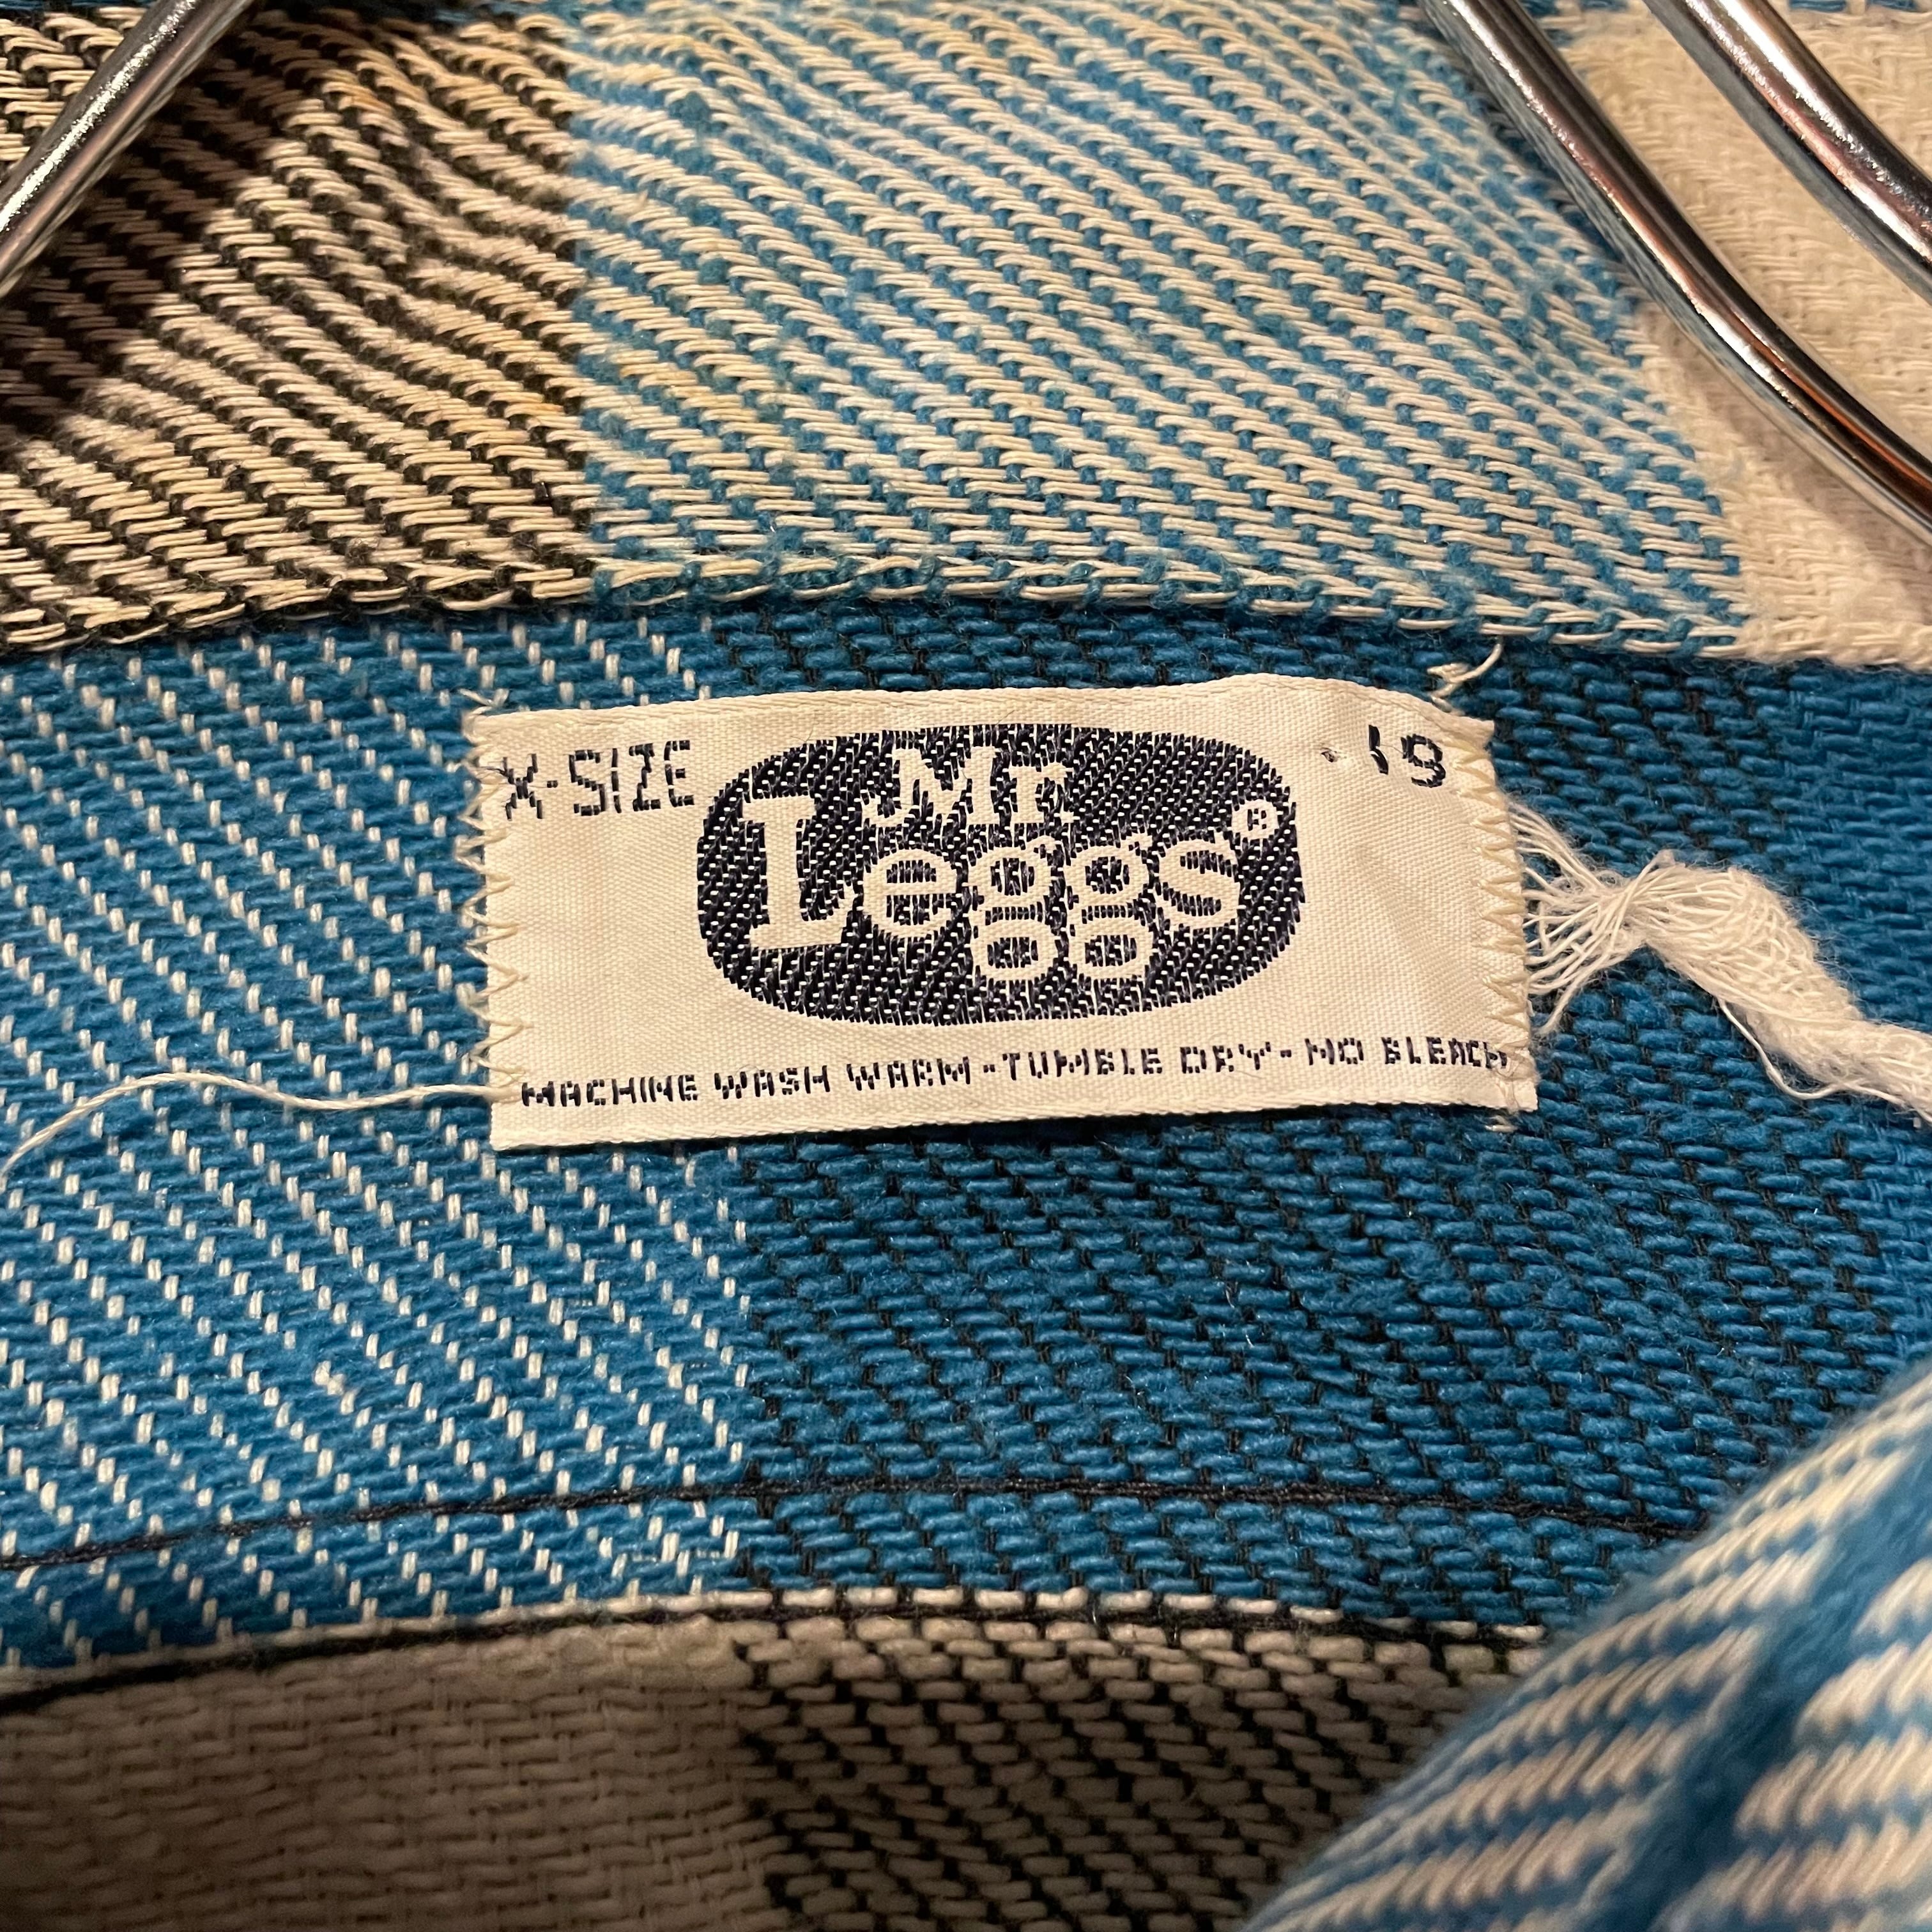 X-SIZE
19
Mr
Leggs®
MACHINE WASH WARM-TUMBLE DRY-NO BLEACH